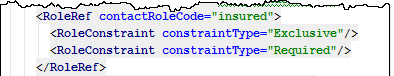 <RoleRef contactRoleCode="insured">
<RoleConstraint constraintType="Exclusive"/>
<RoleConstraint constraintType="Required"/>
</RoleRef>